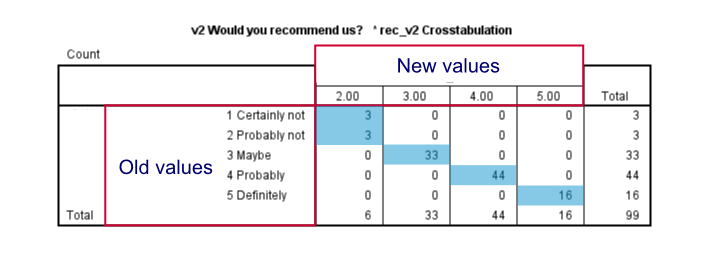 v2 Would you recommend us? * rec_v2 Crosstabulation
Count
New values
2.00 3.00 4.00 5.00 Total
Old values
1 Certainly not 3 0 0 0 3
2 Probably not 3 0 0 0 3
3 Maybe 0 33 0 0 33
4 Probably 0 0 44 0 44
5 Definitely 0 0 0 16 16
Total 6 33 44 16 99